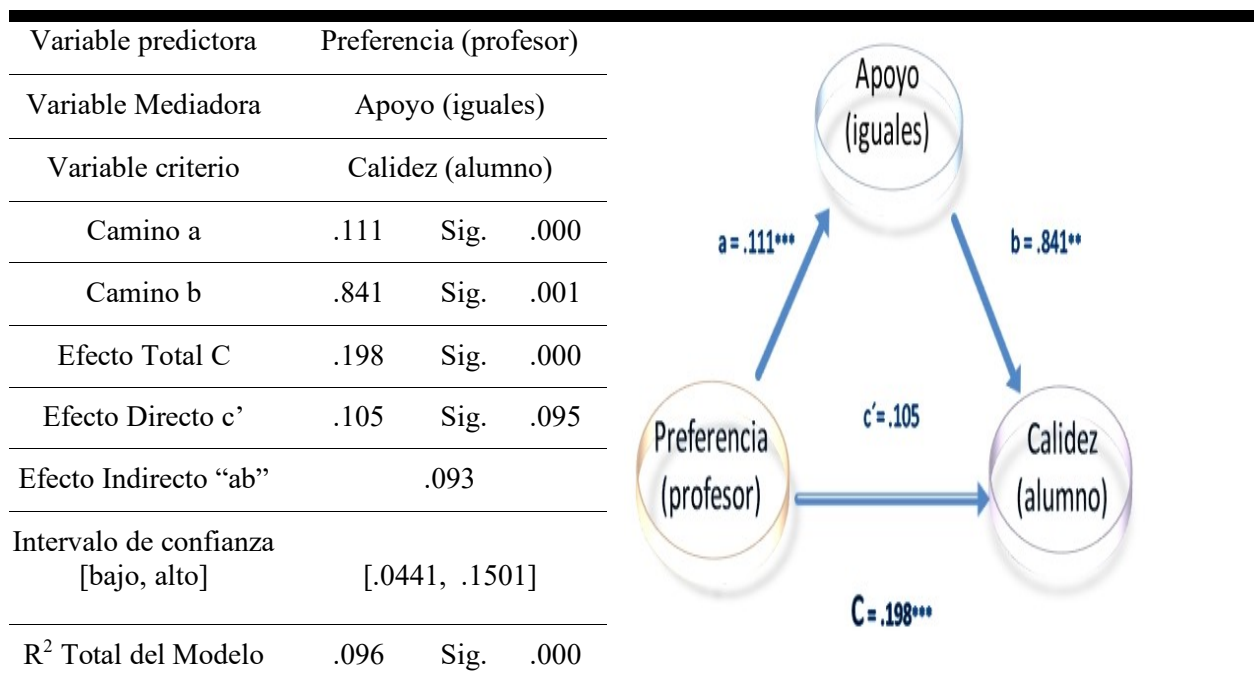 Variable predictora Preferencia (profesor)
Variable Mediadora Apoyo (iguales)
Variable criterio Calidez (alumno)
Camino a .111 Sig. .000
Camino b .841 Sig. .001
Efecto Total C .198 Sig. .000
Efecto Directo c’ .105 Sig. .095
Efecto Indirecto “ab” .093
Intervalo de confianza
[bajo, alto] [.0441, .1501]
R² Total del Modelo .096 Sig. .000
Apoyo
(iguales)
a = .111***
b = .841**
Preferencia
(profesor)
c´= .105
Calidez
(alumno)
C = .198***